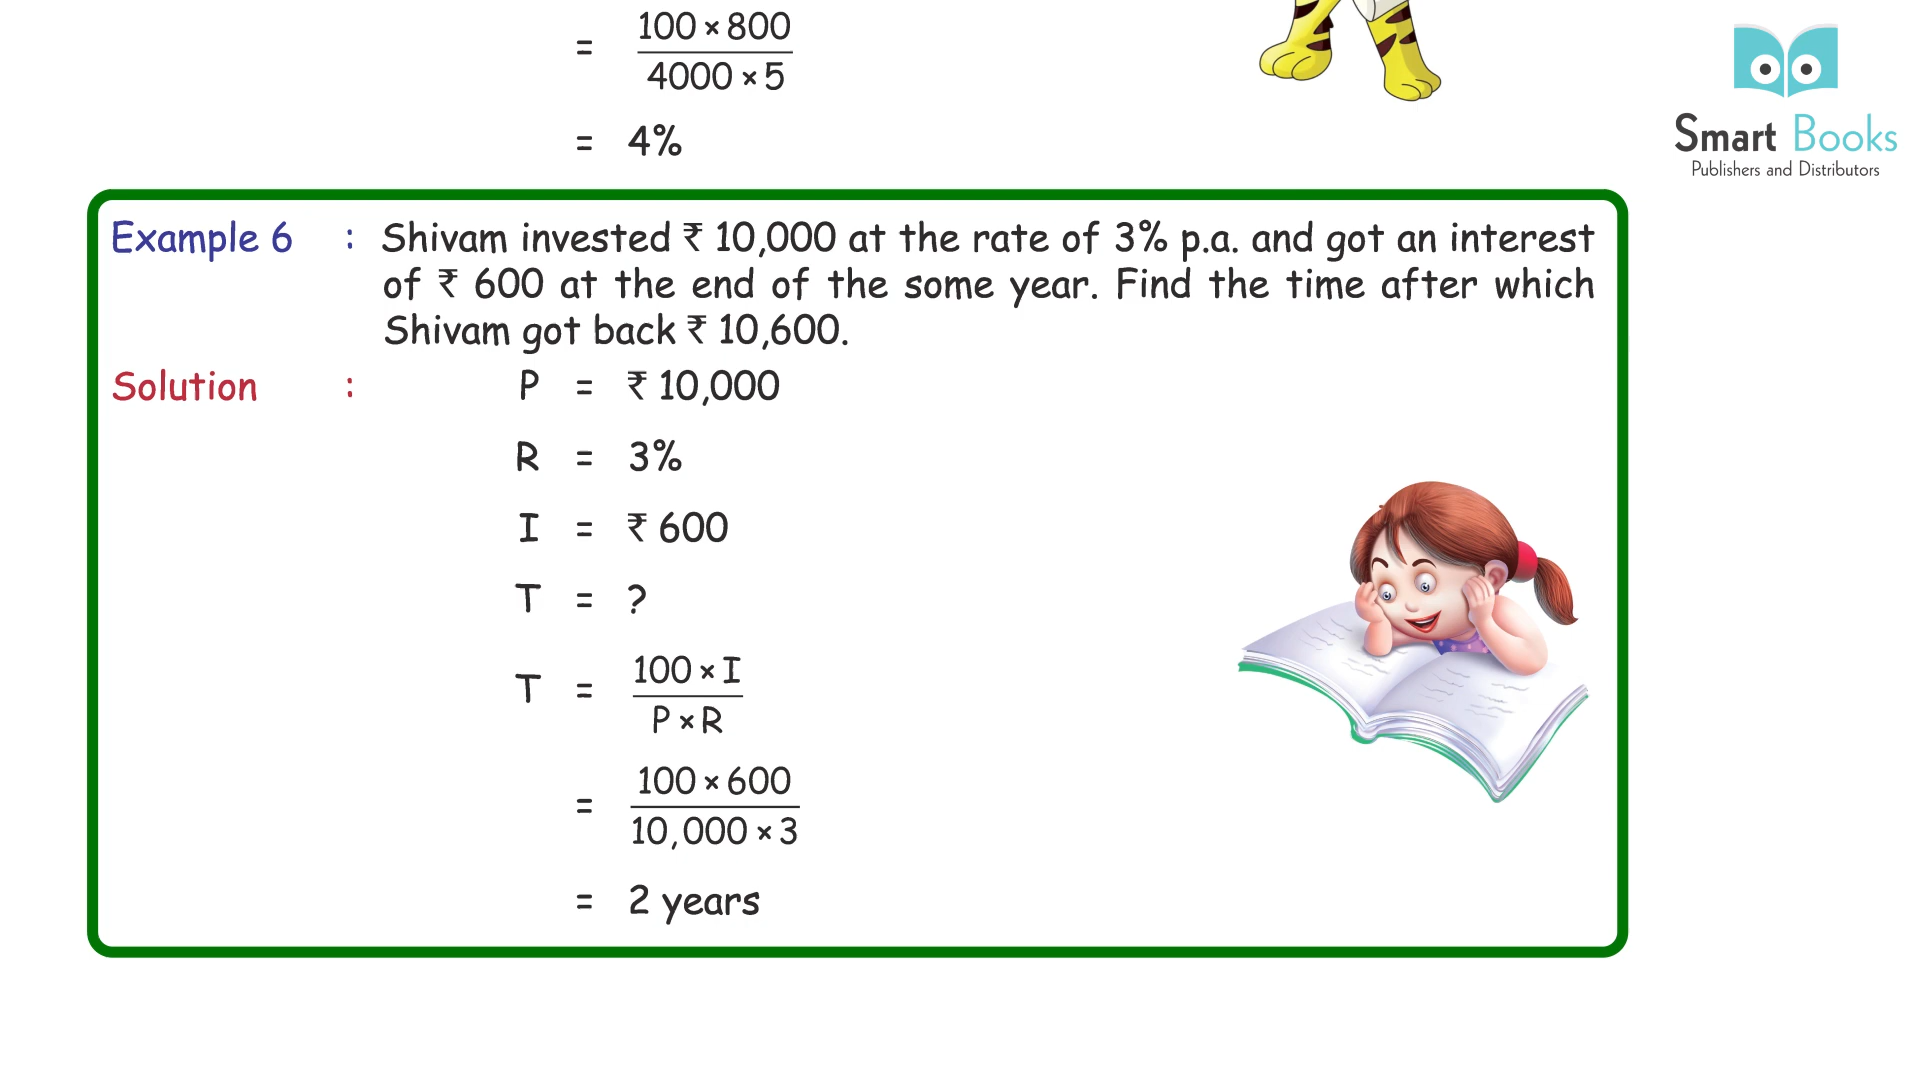 = 100 × 800
4000 × 5
= 4%
Smart Books
Publishers and Distributors
Example 6 : Shivam invested ₹ 10,000 at the rate of 3% p.a. and got an interest
of ₹ 600 at the end of the some year. Find the time after which
Shivam got back ₹ 10,600.
Solution : P = ₹ 10,000
R = 3%
I = ₹ 600
T = ?
T = 100 × I
P × R
= 100 × 600
10,000 × 3
= 2 years